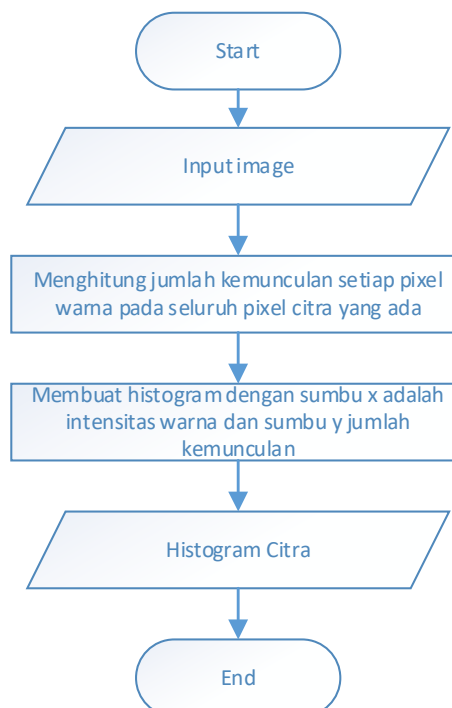 Start
Input image
Menghitung jumlah kemunculan setiap pixel
warna pada seluruh pixel citra yang ada
Membuat histogram dengan sumbu x adalah
intensitas warna dan sumbu y jumlah
kemunculan
Histogram Citra
End